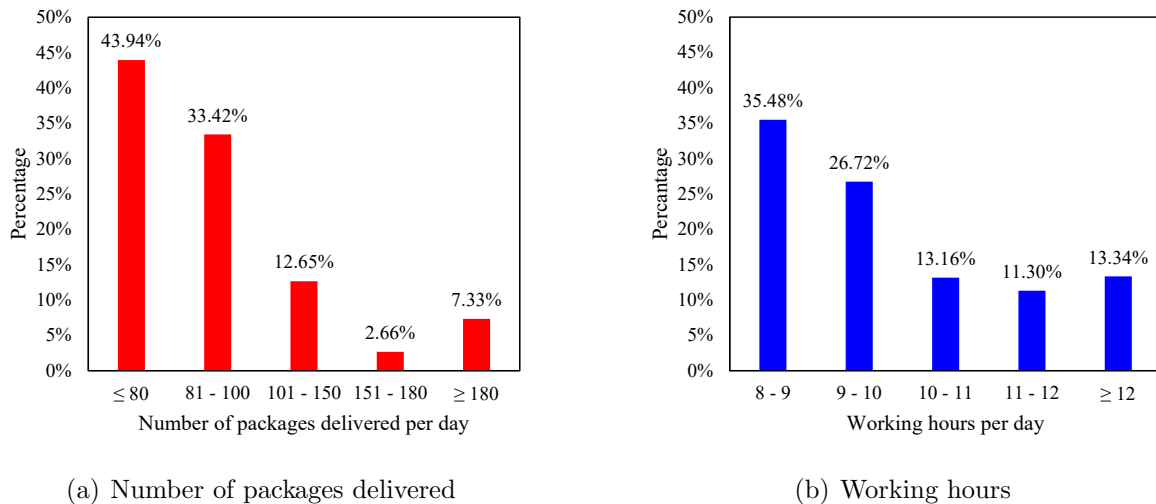 50%
45%
40%
35%
30%
25%
20%
15%
10%
5%
0%
Percentage
43.94%
33.42%
12.65%
2.66%
7.33%
≤ 80
81 - 100
101 - 150
151 - 180
≥ 180
Number of packages delivered per day
(a) Number of packages delivered
50%
45%
40%
35%
30%
25%
20%
15%
10%
5%
0%
Percantage
35.48%
26.72%
13.16%
11.30%
13.34%
8 - 9
9 - 10
10 - 11
11 - 12
≥ 12
Working hours per day
(b) Working hours